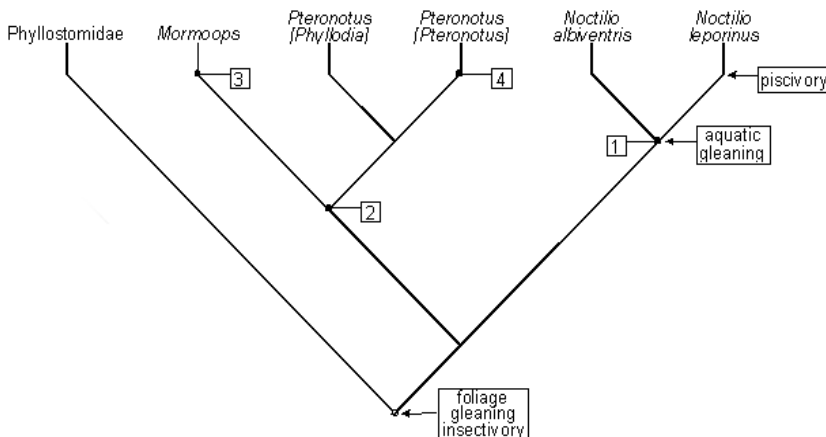 Phyllostomidae
Mormoops
Pteronotus
[Phyllodia]
Pteronotus
[Pteronotus]
Noctilio
albiventris
Noctilio
leporinus
3
4
piscivory
1
aquatic
gleaning
2
foliage
gleaning
insectivory